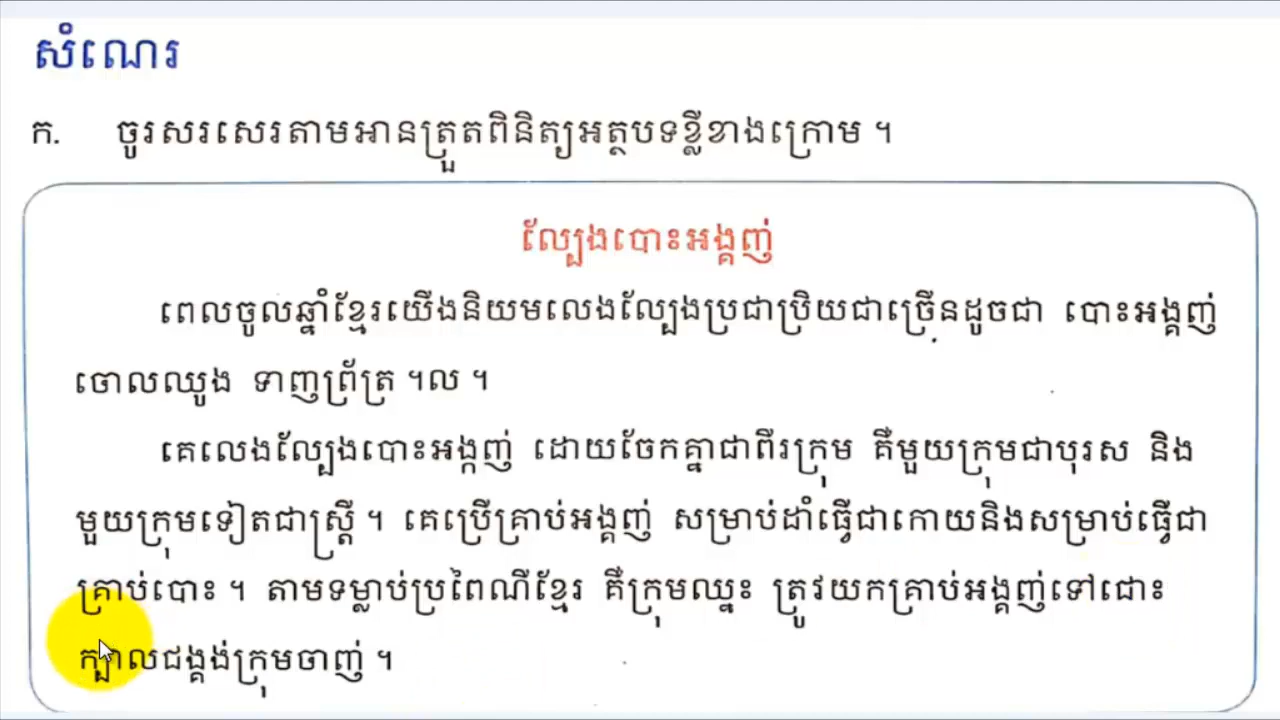 សំណេរ
ក. ចូរសរសេរតាមអានត្រួតពិនិត្យអត្ថបទខ្លីខាងក្រោម ។
ល្បែងបោះអង្គញ់
ពេលចូលឆ្នាំខ្មែរយើងនិយមលេងល្បែងប្រជាប្រិយជាច្រើនដូចជា បោះអង្គញ់
ចោលឈូង ទាញព្រ័ត្រ ។ល ។
គេលេងល្បែងបោះអង្គញ់ ដោយចែកគ្នាជាពីរក្រុម គឺមួយក្រុមជាបុរស និង
មួយក្រុមទៀតជាស្ត្រី ។ គេប្រើគ្រាប់អង្គញ់ សម្រាប់ដាំធ្វើជាកោយនិងសម្រាប់ធ្វើជា
គ្រាប់បោះ ។ តាមទម្លាប់ប្រពៃណីខ្មែរ គឺក្រុមឈ្នះ ត្រូវយកគ្រាប់អង្គញ់ទៅជោះ
ក្បាលជង្គង់ក្រុមចាញ់ ។